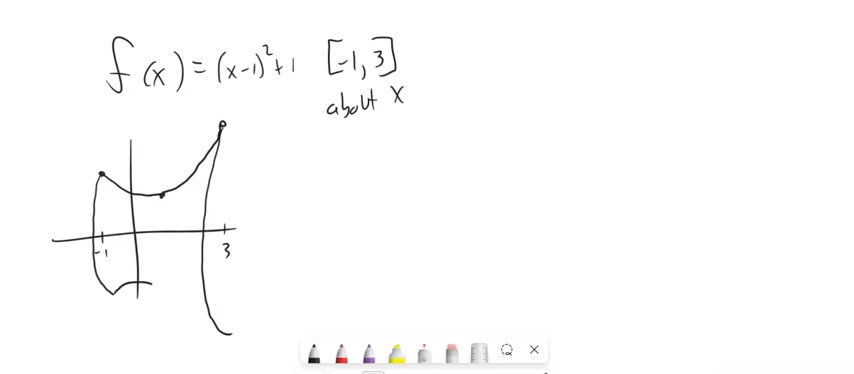 f(x) = (x-1)² + 1 [-1, 3]
about x
-1 3